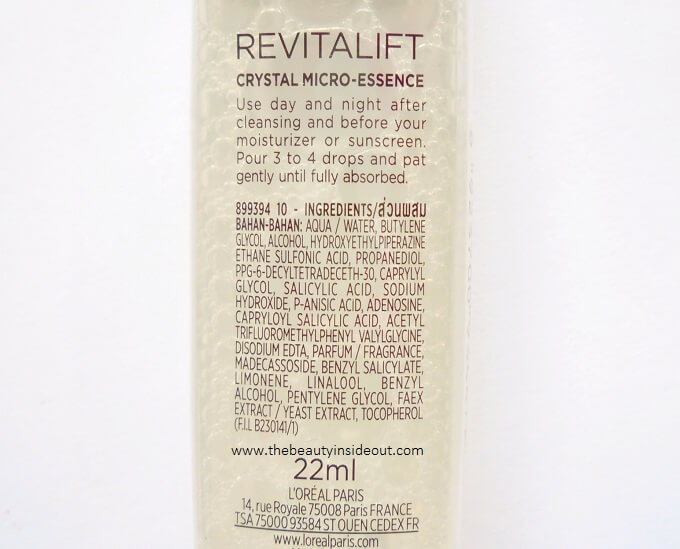 REVITALIFT
CRYSTAL MICRO-ESSENCE
Use day and night after
cleansing and before your
moisturizer or sunscreen.
Pour 3 to 4 drops and pat
gently until fully absorbed.
899394 10 - INGREDIENTS/ส่วนผสม
BAHAN-BAHAN: AQUA / WATER, BUTYLENE
GLYCOL, ALCOHOL, HYDROXYETHYLPIPERAZINE
ETHANE SULFONIC ACID, PROPANEDIOL,
PPG-6-DECYLTETRADECETH-30, CAPRYLYL
GLYCOL, SALICYLIC ACID, SODIUM
HYDROXIDE, P-ANISIC ACID, ADENOSINE,
CAPRYLOYL SALICYLIC ACID, ACETYL
TRIFLUOROMETHYLPHENYL VALYLGLYCINE,
DISODIUM EDTA, PARFUM / FRAGRANCE,
MADECASSOSIDE, BENZYL SALICYLATE,
LIMONENE, LINALOOL, BENZYL
ALCOHOL, PENTYLENE GLYCOL, FAEX
EXTRACT / YEAST EXTRACT, TOCOPHEROL
(F.I.L B230141/1)
www.thebeautyinsideout.com
22ml
L'ORÉAL PARIS
14, rue Royale 75008 Paris FRANCE
TSA 75000 93584 ST OUEN CEDEX FR
www.lorealparis.com